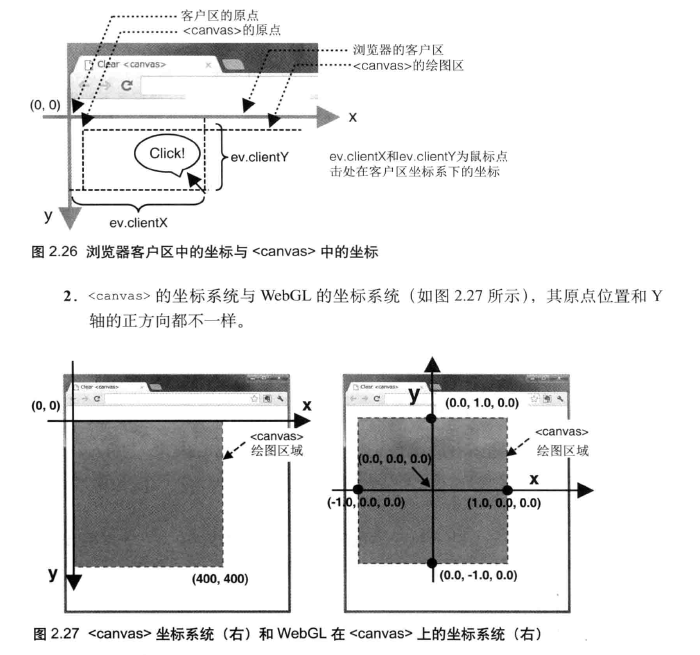 客户区的原点
<canvas>的原点
浏览器的客户区
<canvas>的绘图区
Clear <canvas>
(0, 0)
x
Click!
ev.clientY
ev.clientX和ev.clientY为鼠标点
击处在客户区坐标系下的坐标
y
ev.clientX
图 2.26 浏览器客户区中的坐标与 <canvas> 中的坐标
2. <canvas> 的坐标系统与 WebGL 的坐标系统（如图 2.27 所示），其原点位置和 Y
轴的正方向都不一样。
Clear <canvas>
(0, 0)
x
<canvas>
绘图区域
y
(400, 400)
Clear <canvas>
y
(0.0, 1.0, 0.0)
<canvas>
绘图区域
(0.0, 0.0, 0.0)
x
(-1.0, 0.0, 0.0)
(1.0, 0.0, 0.0)
(0.0, -1.0, 0.0)
图 2.27 <canvas> 坐标系统（右）和 WebGL 在 <canvas> 上的坐标系统（右）